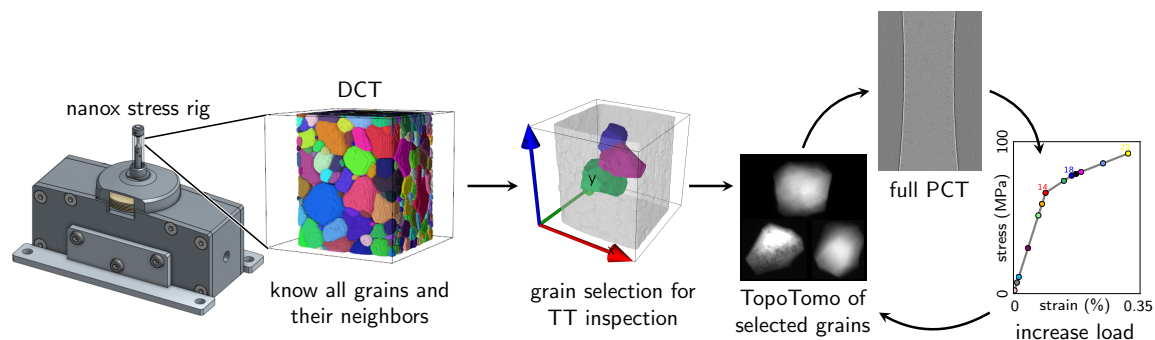 nanox stress rig
DCT
know all grains and
their neighbors
y
grain selection for
TT inspection
TopoTomo of
selected grains
full PCT
100
stress (MPa)
0
14
18
23
0
strain (%)
0.35
increase load